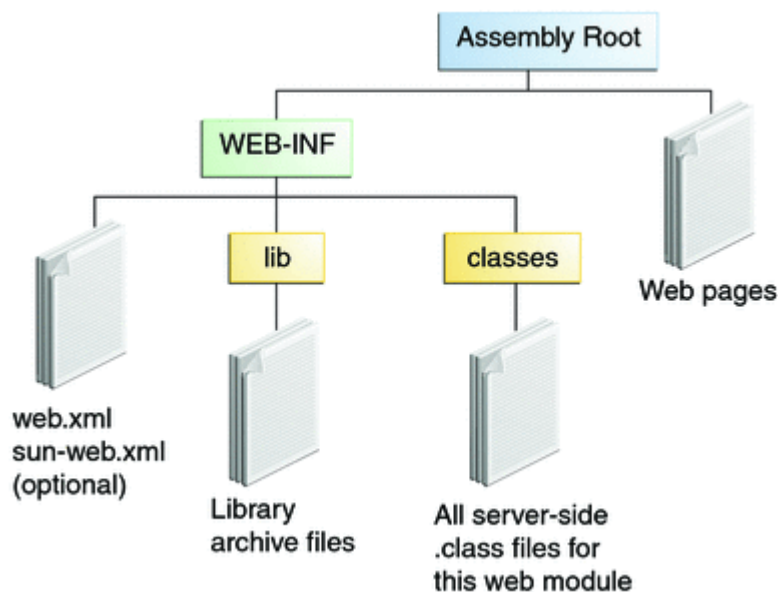 Assembly Root
WEB-INF
lib
classes
Web pages
web.xml
sun-web.xml
(optional)
Library
archive files
All server-side
.class files for
this web module